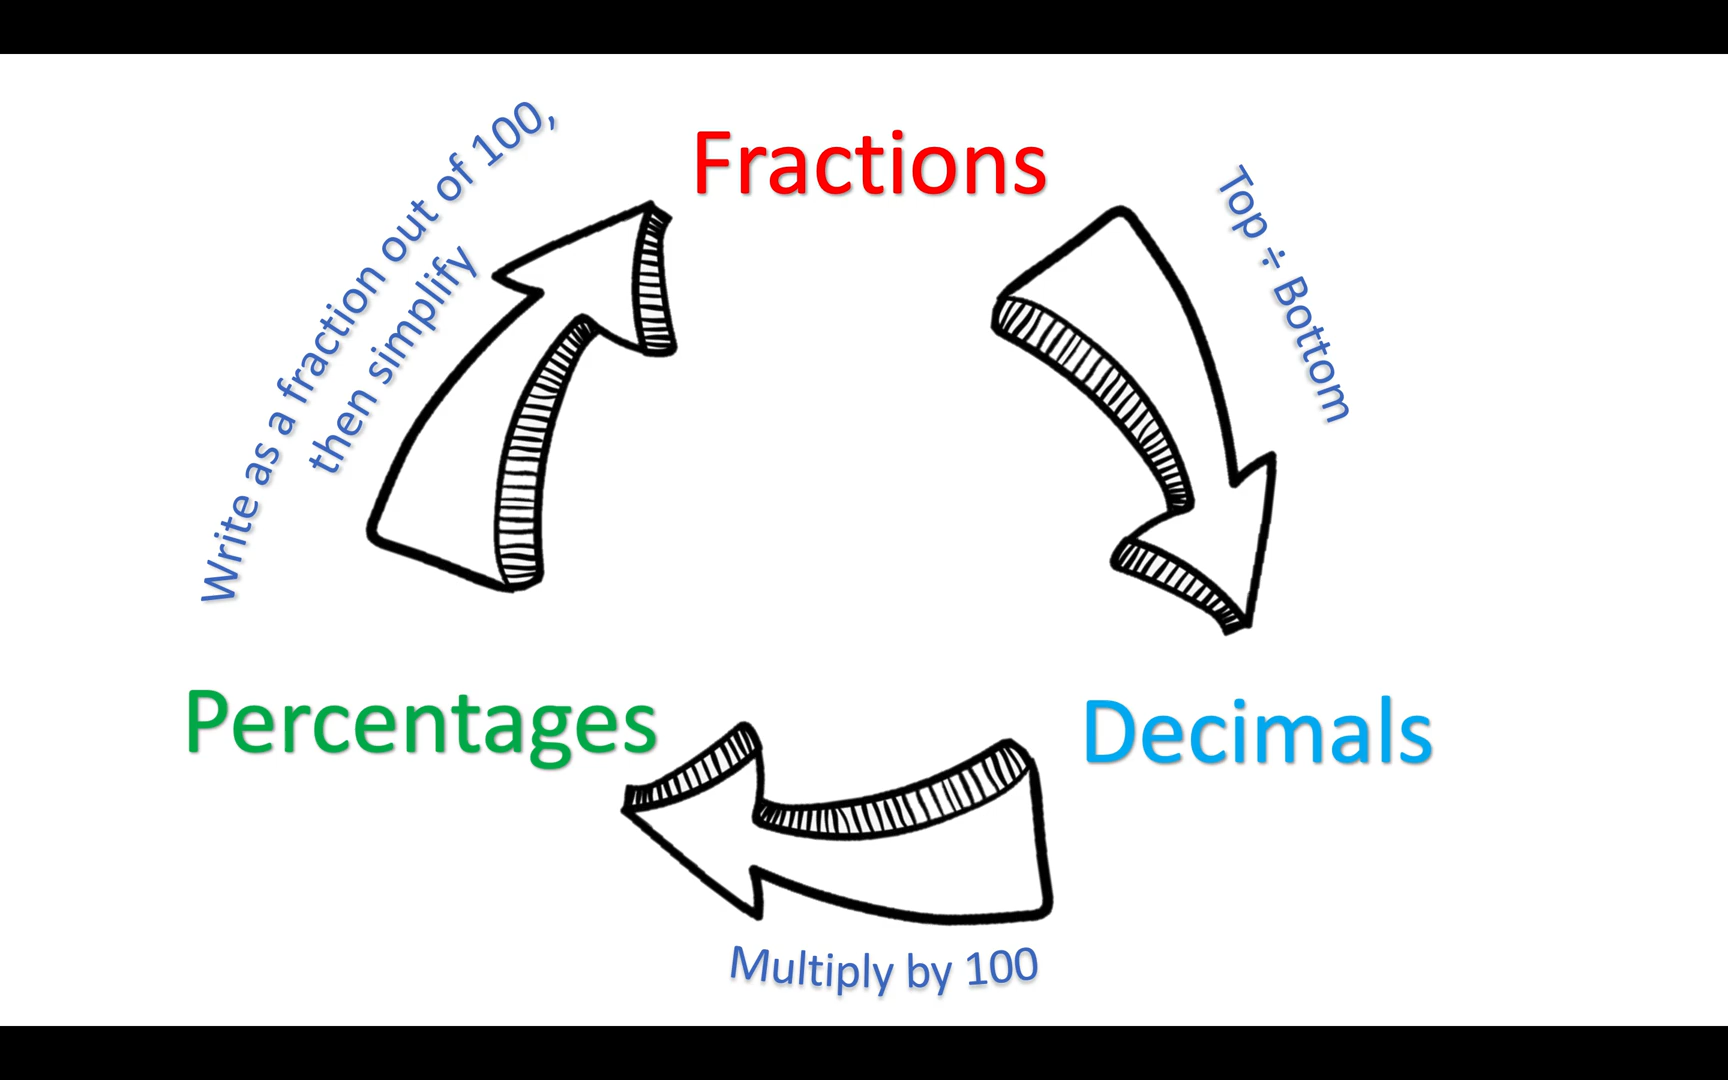 Fractions
Write as a fraction out of 100,
then simplify
Top ÷ Bottom
Percentages
Decimals
Multiply by 100